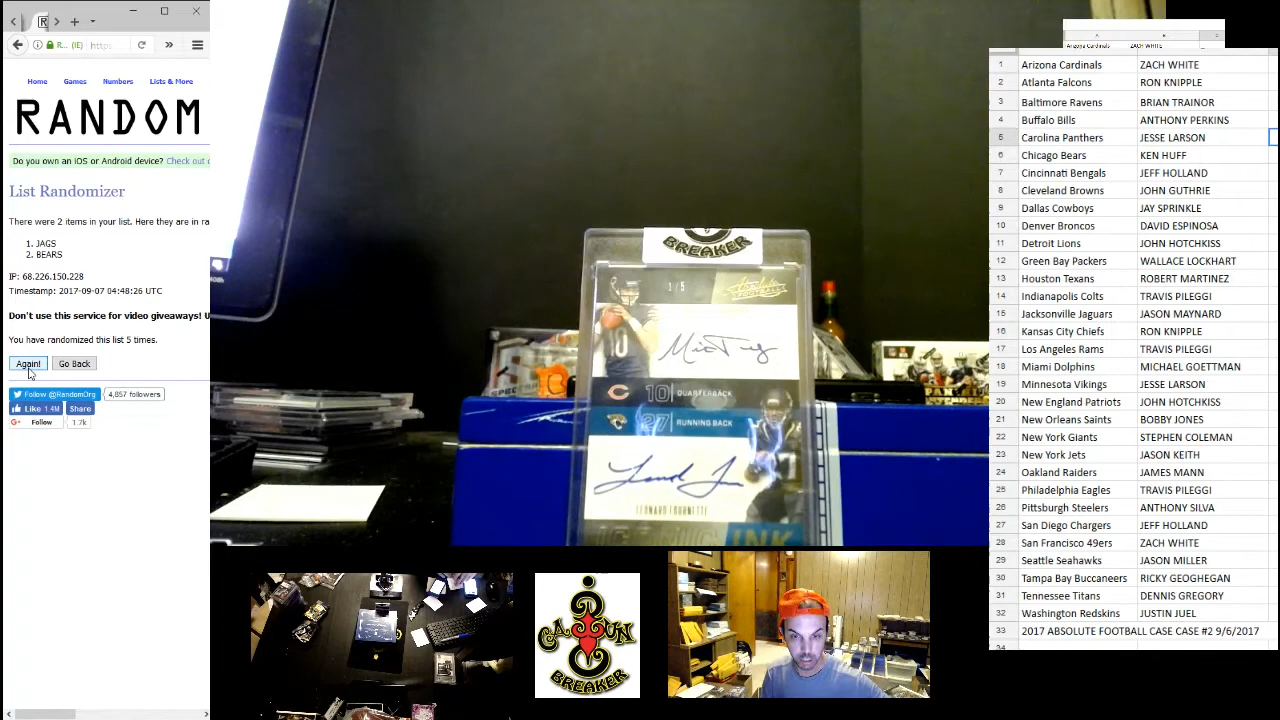 R... (IE)
https:
Home Games Numbers Lists & More
RANDOM
Do you own an iOS or Android device? Check out
List Randomizer
There were 2 items in your list. Here they are in ra
1. JAGS
2. BEARS
IP: 68.226.150.228
Timestamp: 2017-09-07 04:48:26 UTC
Don't use this service for video giveaways! U
You have randomized this list 5 times.
Again! Go Back
Follow @RandomOrg 4,857 followers
Like 1.4M Share
G+ Follow 1.7k
BREAKER
1/5
10 QUARTERBACK
27 RUNNING BACK
LEONARD FOURNETTE
INK
CAJUN
BREAKER
A B C
Arizona Cardinals ZACH WHITE
1 Arizona Cardinals ZACH WHITE
2 Atlanta Falcons RON KNIPPLE
3 Baltimore Ravens BRIAN TRAINOR
4 Buffalo Bills ANTHONY PERKINS
5 Carolina Panthers JESSE LARSON
6 Chicago Bears KEN HUFF
7 Cincinnati Bengals JEFF HOLLAND
8 Cleveland Browns JOHN GUTHRIE
9 Dallas Cowboys JAY SPRINKLE
10 Denver Broncos DAVID ESPINOSA
11 Detroit Lions JOHN HOTCHKISS
12 Green Bay Packers WALLACE LOCKHART
13 Houston Texans ROBERT MARTINEZ
14 Indianapolis Colts TRAVIS PILEGGI
15 Jacksonville Jaguars JASON MAYNARD
16 Kansas City Chiefs RON KNIPPLE
17 Los Angeles Rams TRAVIS PILEGGI
18 Miami Dolphins MICHAEL GOETTMAN
19 Minnesota Vikings JESSE LARSON
20 New England Patriots JOHN HOTCHKISS
21 New Orleans Saints BOBBY JONES
22 New York Giants STEPHEN COLEMAN
23 New York Jets JASON KEITH
24 Oakland Raiders JAMES MANN
25 Philadelphia Eagles TRAVIS PILEGGI
26 Pittsburgh Steelers ANTHONY SILVA
27 San Diego Chargers JEFF HOLLAND
28 San Francisco 49ers ZACH WHITE
29 Seattle Seahawks JASON MILLER
30 Tampa Bay Buccaneers RICKY GEOGHEGAN
31 Tennessee Titans DENNIS GREGORY
32 Washington Redskins JUSTIN JUEL
33 2017 ABSOLUTE FOOTBALL CASE CASE #2 9/6/2017
34